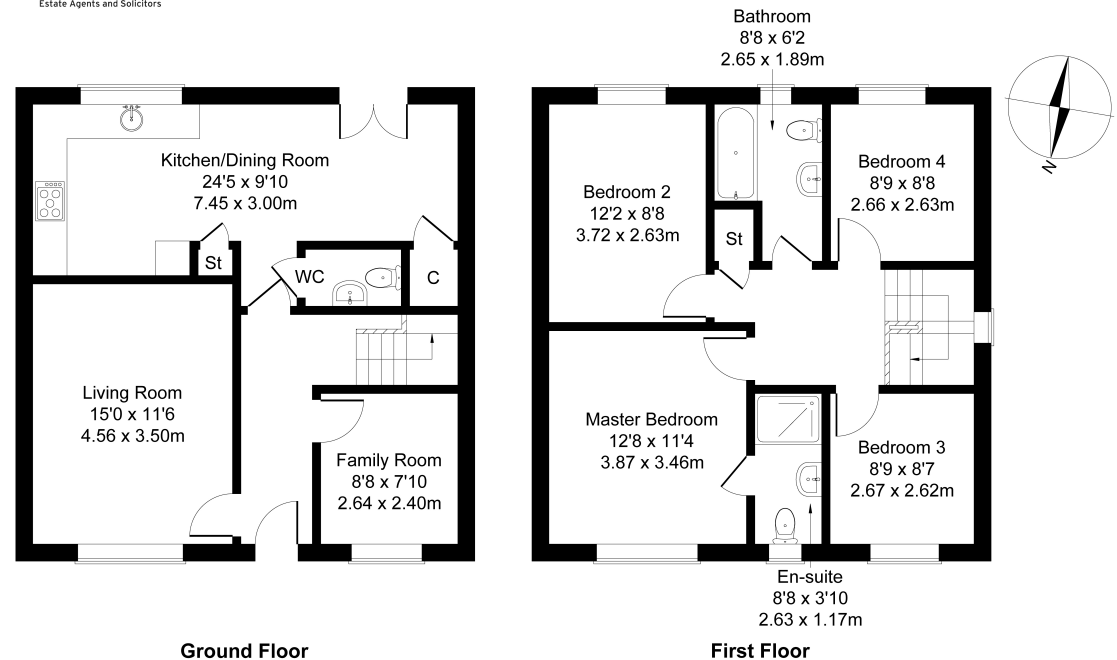 Estate Agents and Solicitors
Bathroom
8'8 x 6'2
2.65 x 1.89m
Kitchen/Dining Room
24'5 x 9'10
7.45 x 3.00m
St
WC
C
Living Room
15'0 x 11'6
4.56 x 3.50m
Family Room
8'8 x 7'10
2.64 x 2.40m
Bedroom 2
12'2 x 8'8
3.72 x 2.63m
St
Bedroom 4
8'9 x 8'8
2.66 x 2.63m
N
Master Bedroom
12'8 x 11'4
3.87 x 3.46m
Bedroom 3
8'9 x 8'7
2.67 x 2.62m
En-suite
8'8 x 3'10
2.63 x 1.17m
Ground Floor
First Floor